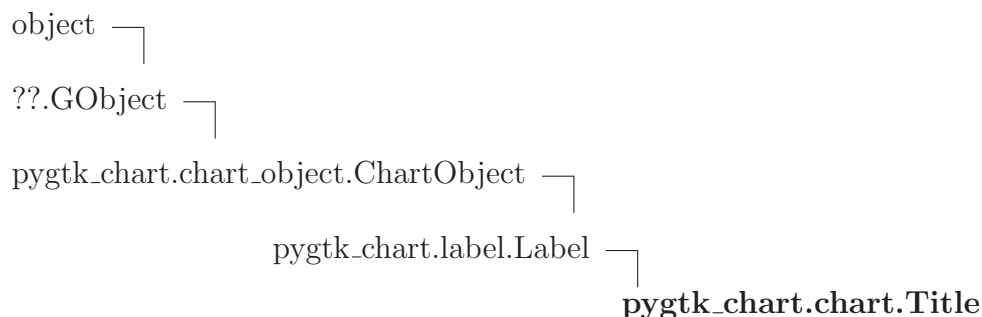 object
??.GObject
pygtk_chart.chart_object.ChartObject
pygtk_chart.label.Label
pygtk_chart.chart.Title